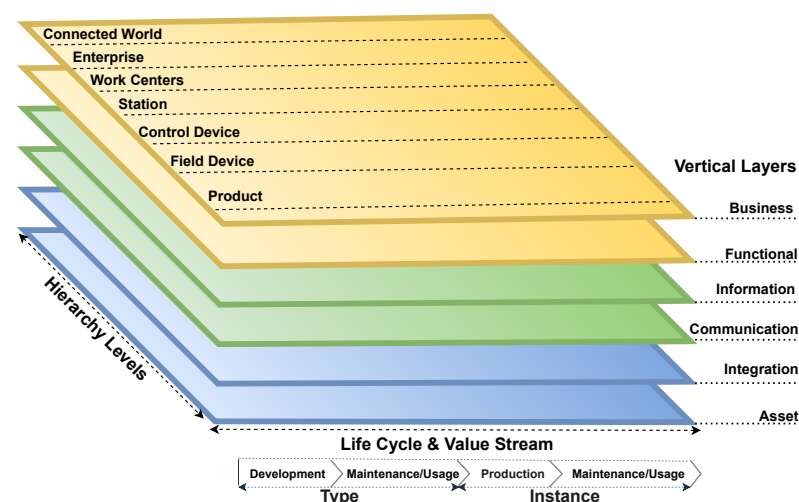 Connected World
Enterprise
Work Centers
Station
Control Device
Field Device
Product
Vertical Layers
Business
Functional
Information
Communication
Integration
Asset
Hierarchy Levels
Life Cycle & Value Stream
Development Maintenance/Usage Production Maintenance/Usage
Type Instance